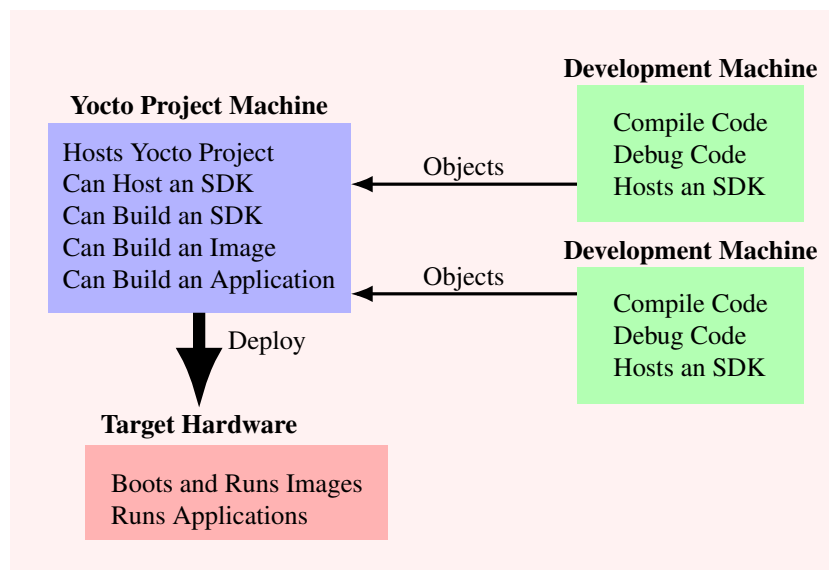 Yocto Project Machine
Hosts Yocto Project
Can Host an SDK
Can Build an SDK
Can Build an Image
Can Build an Application
Objects
Objects
Development Machine
Compile Code
Debug Code
Hosts an SDK
Development Machine
Compile Code
Debug Code
Hosts an SDK
Deploy
Target Hardware
Boots and Runs Images
Runs Applications